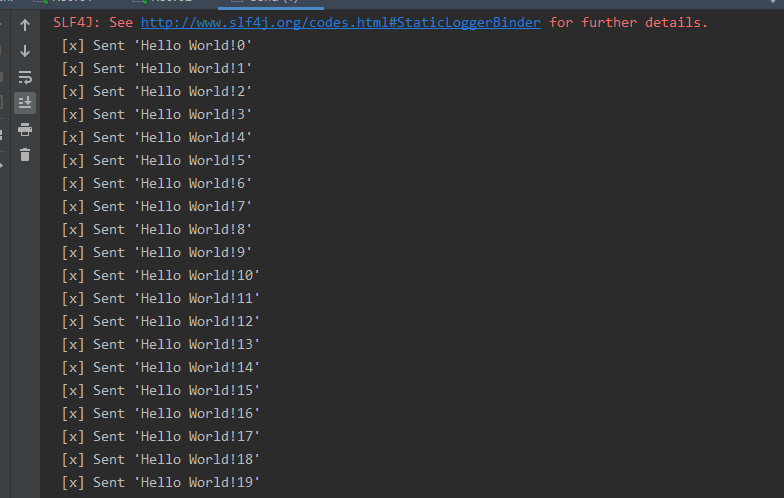 SLF4J: See http://www.slf4j.org/codes.html#StaticLoggerBinder for further details.
[x] Sent 'Hello World!0'
[x] Sent 'Hello World!1'
[x] Sent 'Hello World!2'
[x] Sent 'Hello World!3'
[x] Sent 'Hello World!4'
[x] Sent 'Hello World!5'
[x] Sent 'Hello World!6'
[x] Sent 'Hello World!7'
[x] Sent 'Hello World!8'
[x] Sent 'Hello World!9'
[x] Sent 'Hello World!10'
[x] Sent 'Hello World!11'
[x] Sent 'Hello World!12'
[x] Sent 'Hello World!13'
[x] Sent 'Hello World!14'
[x] Sent 'Hello World!15'
[x] Sent 'Hello World!16'
[x] Sent 'Hello World!17'
[x] Sent 'Hello World!18'
[x] Sent 'Hello World!19'